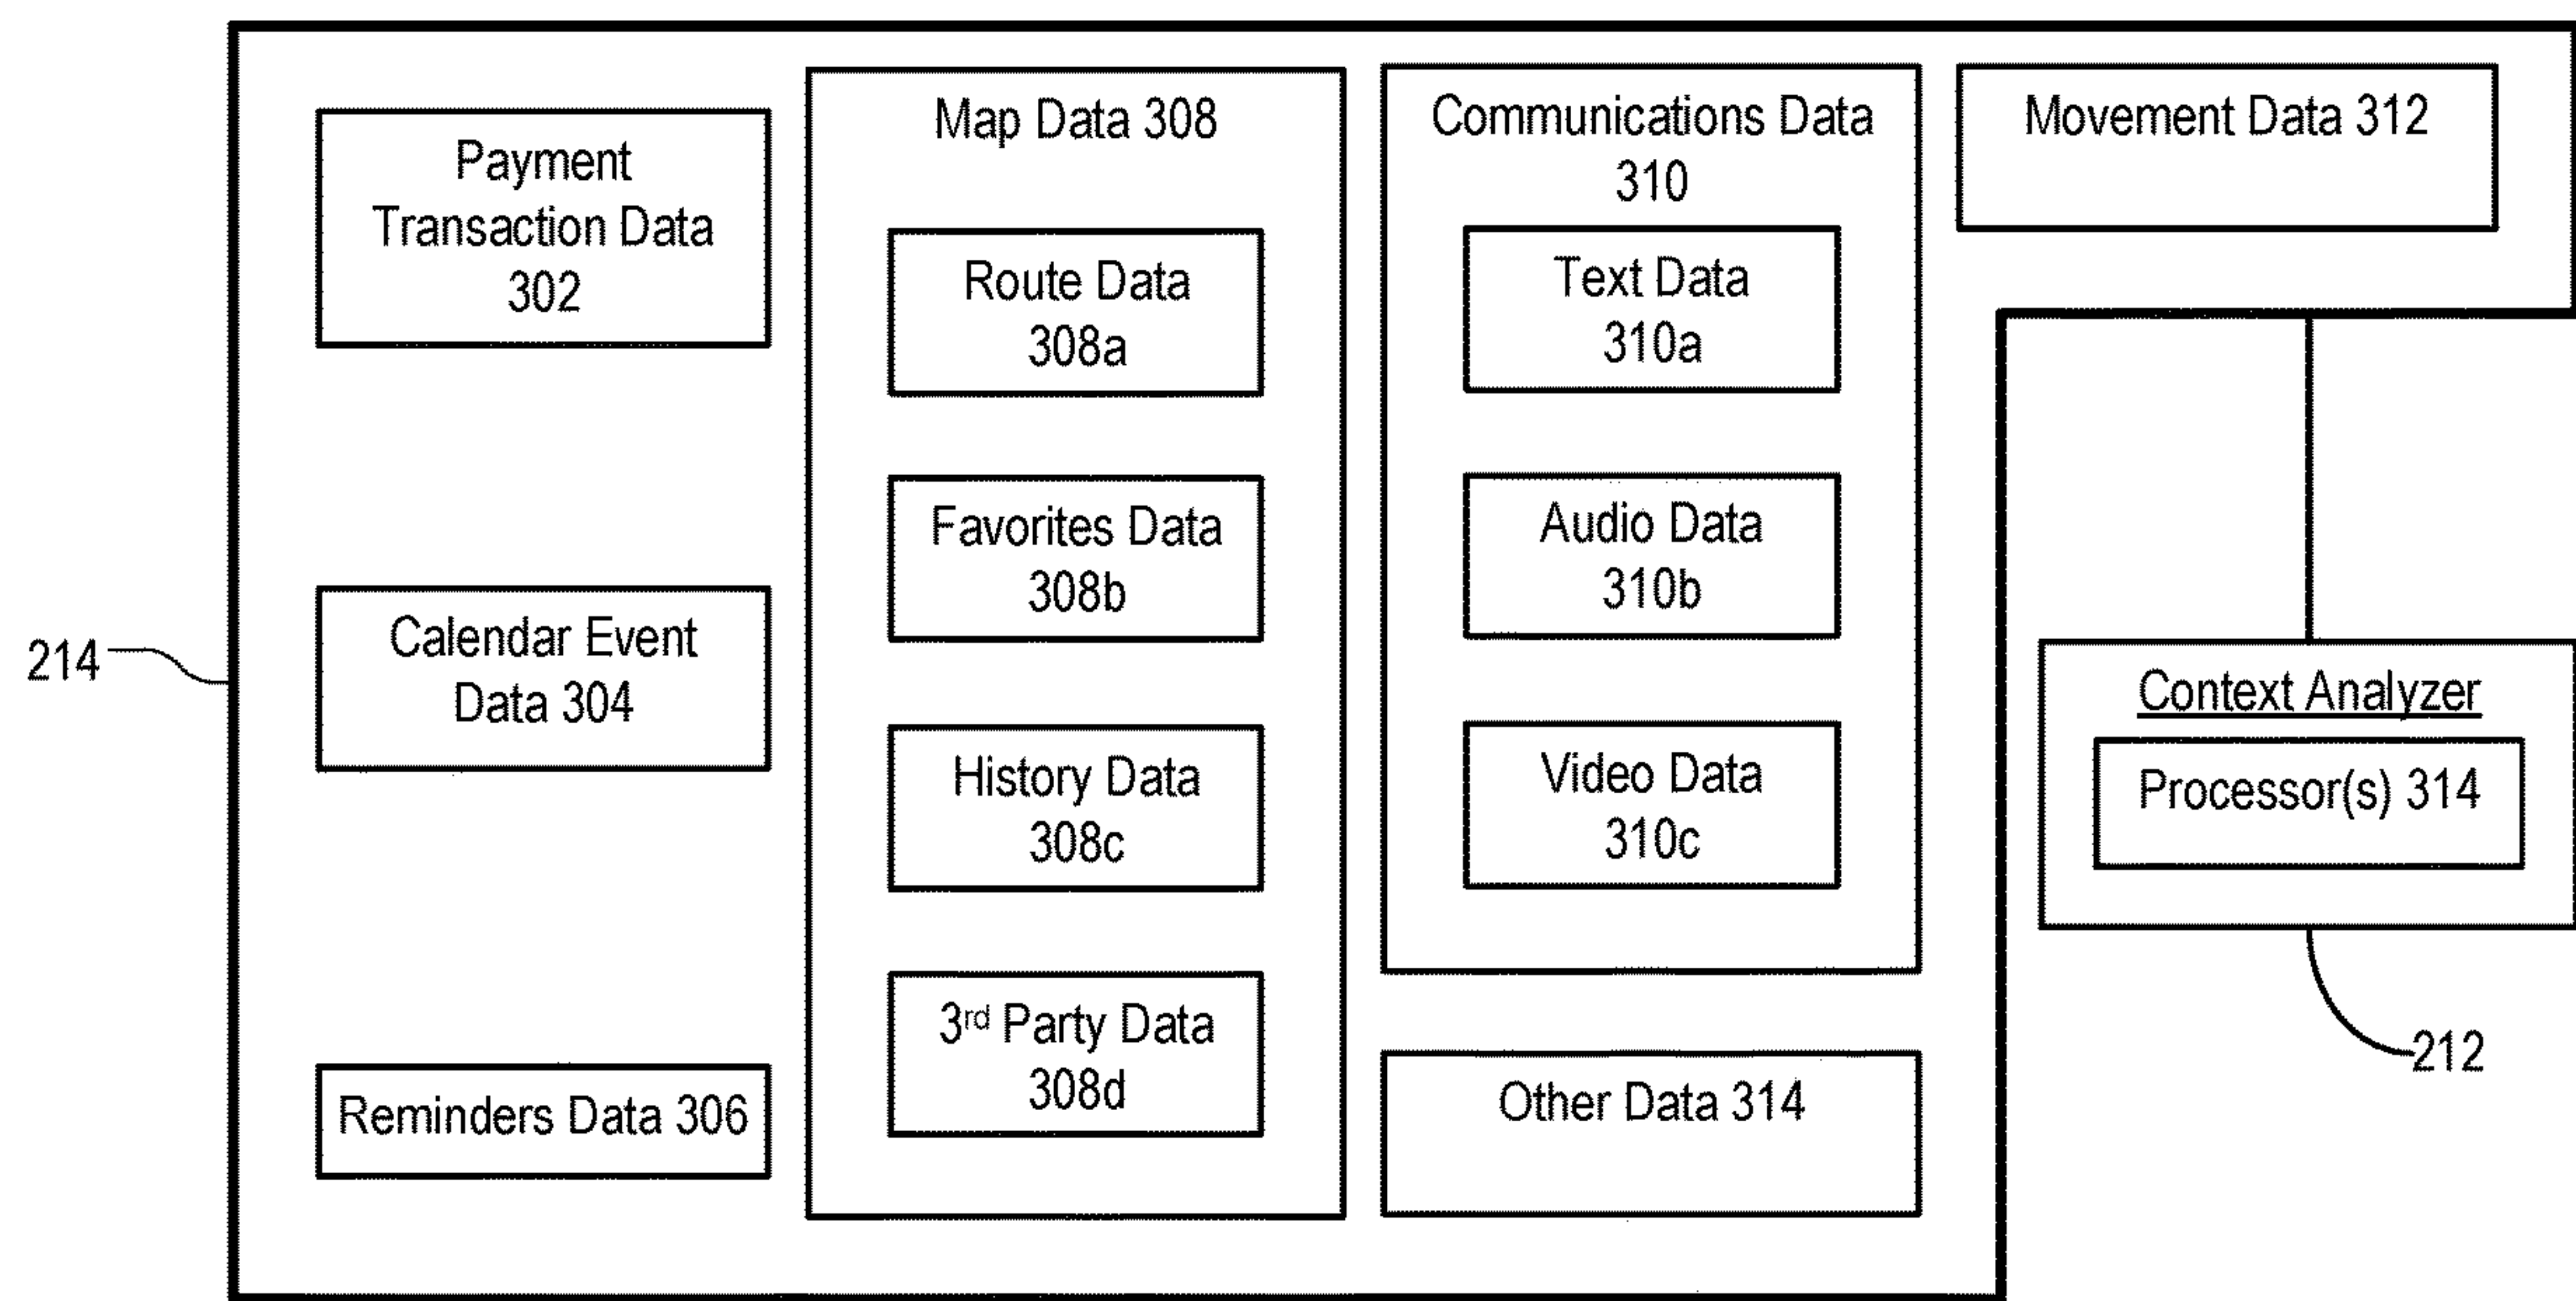 Payment
Transaction Data
302
Calendar Event
Data 304
Reminders Data 306
Map Data 308
Route Data
308a
Favorites Data
308b
History Data
308c
3rd Party Data
308d
Communications Data
310
Text Data
310a
Audio Data
310b
Video Data
310c
Other Data 314
Movement Data 312
Context Analyzer
Processor(s) 314
212
214